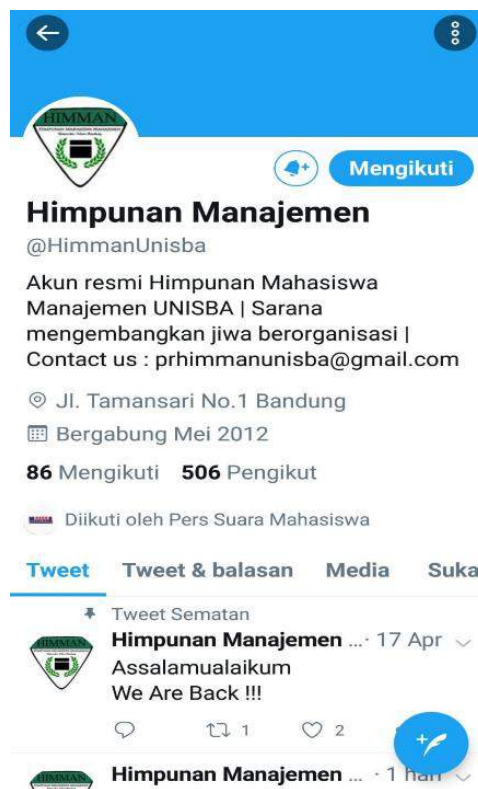 HIMMAN
Mengikuti
Himpunan Manajemen
@HimmanUnisba
Akun resmi Himpunan Mahasiswa
Manajemen UNISBA | Sarana
mengembangkan jiwa berorganisasi |
Contact us : prhimmanunisba@gmail.com
Jl. Tamansari No.1 Bandung
Bergabung Mei 2012
86 Mengikuti 506 Pengikut
Diikuti oleh Pers Suara Mahasiswa
Tweet Tweet & balasan Media Suka
Tweet Sematan
HIMMAN
Himpunan Manajemen ...· 17 Apr
Assalamualaikum
We Are Back !!!
1 2
HIMMAN
Himpunan Manajemen ... · 1 hari